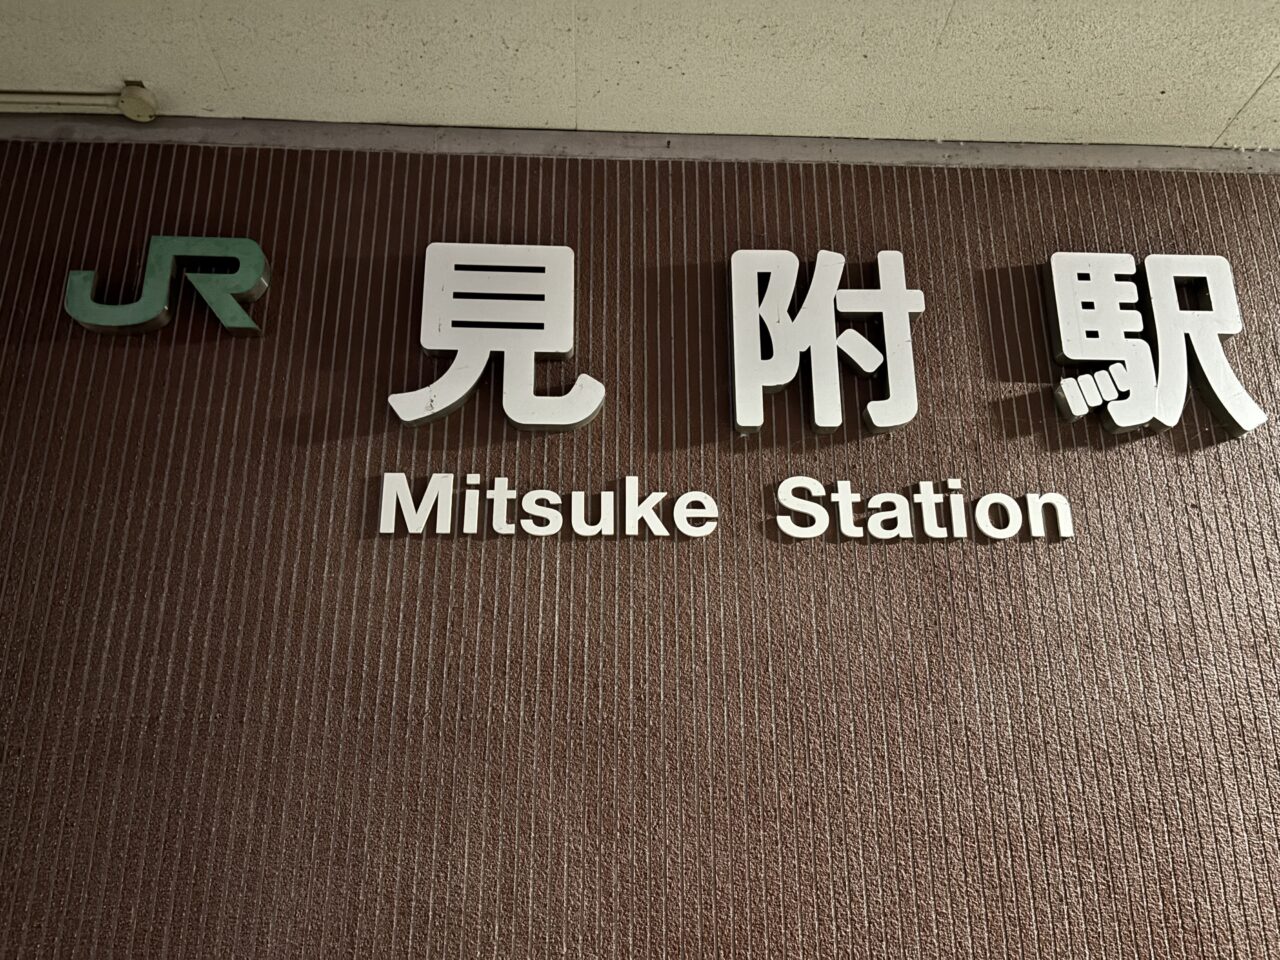 JR 見附駅
Mitsuke Station